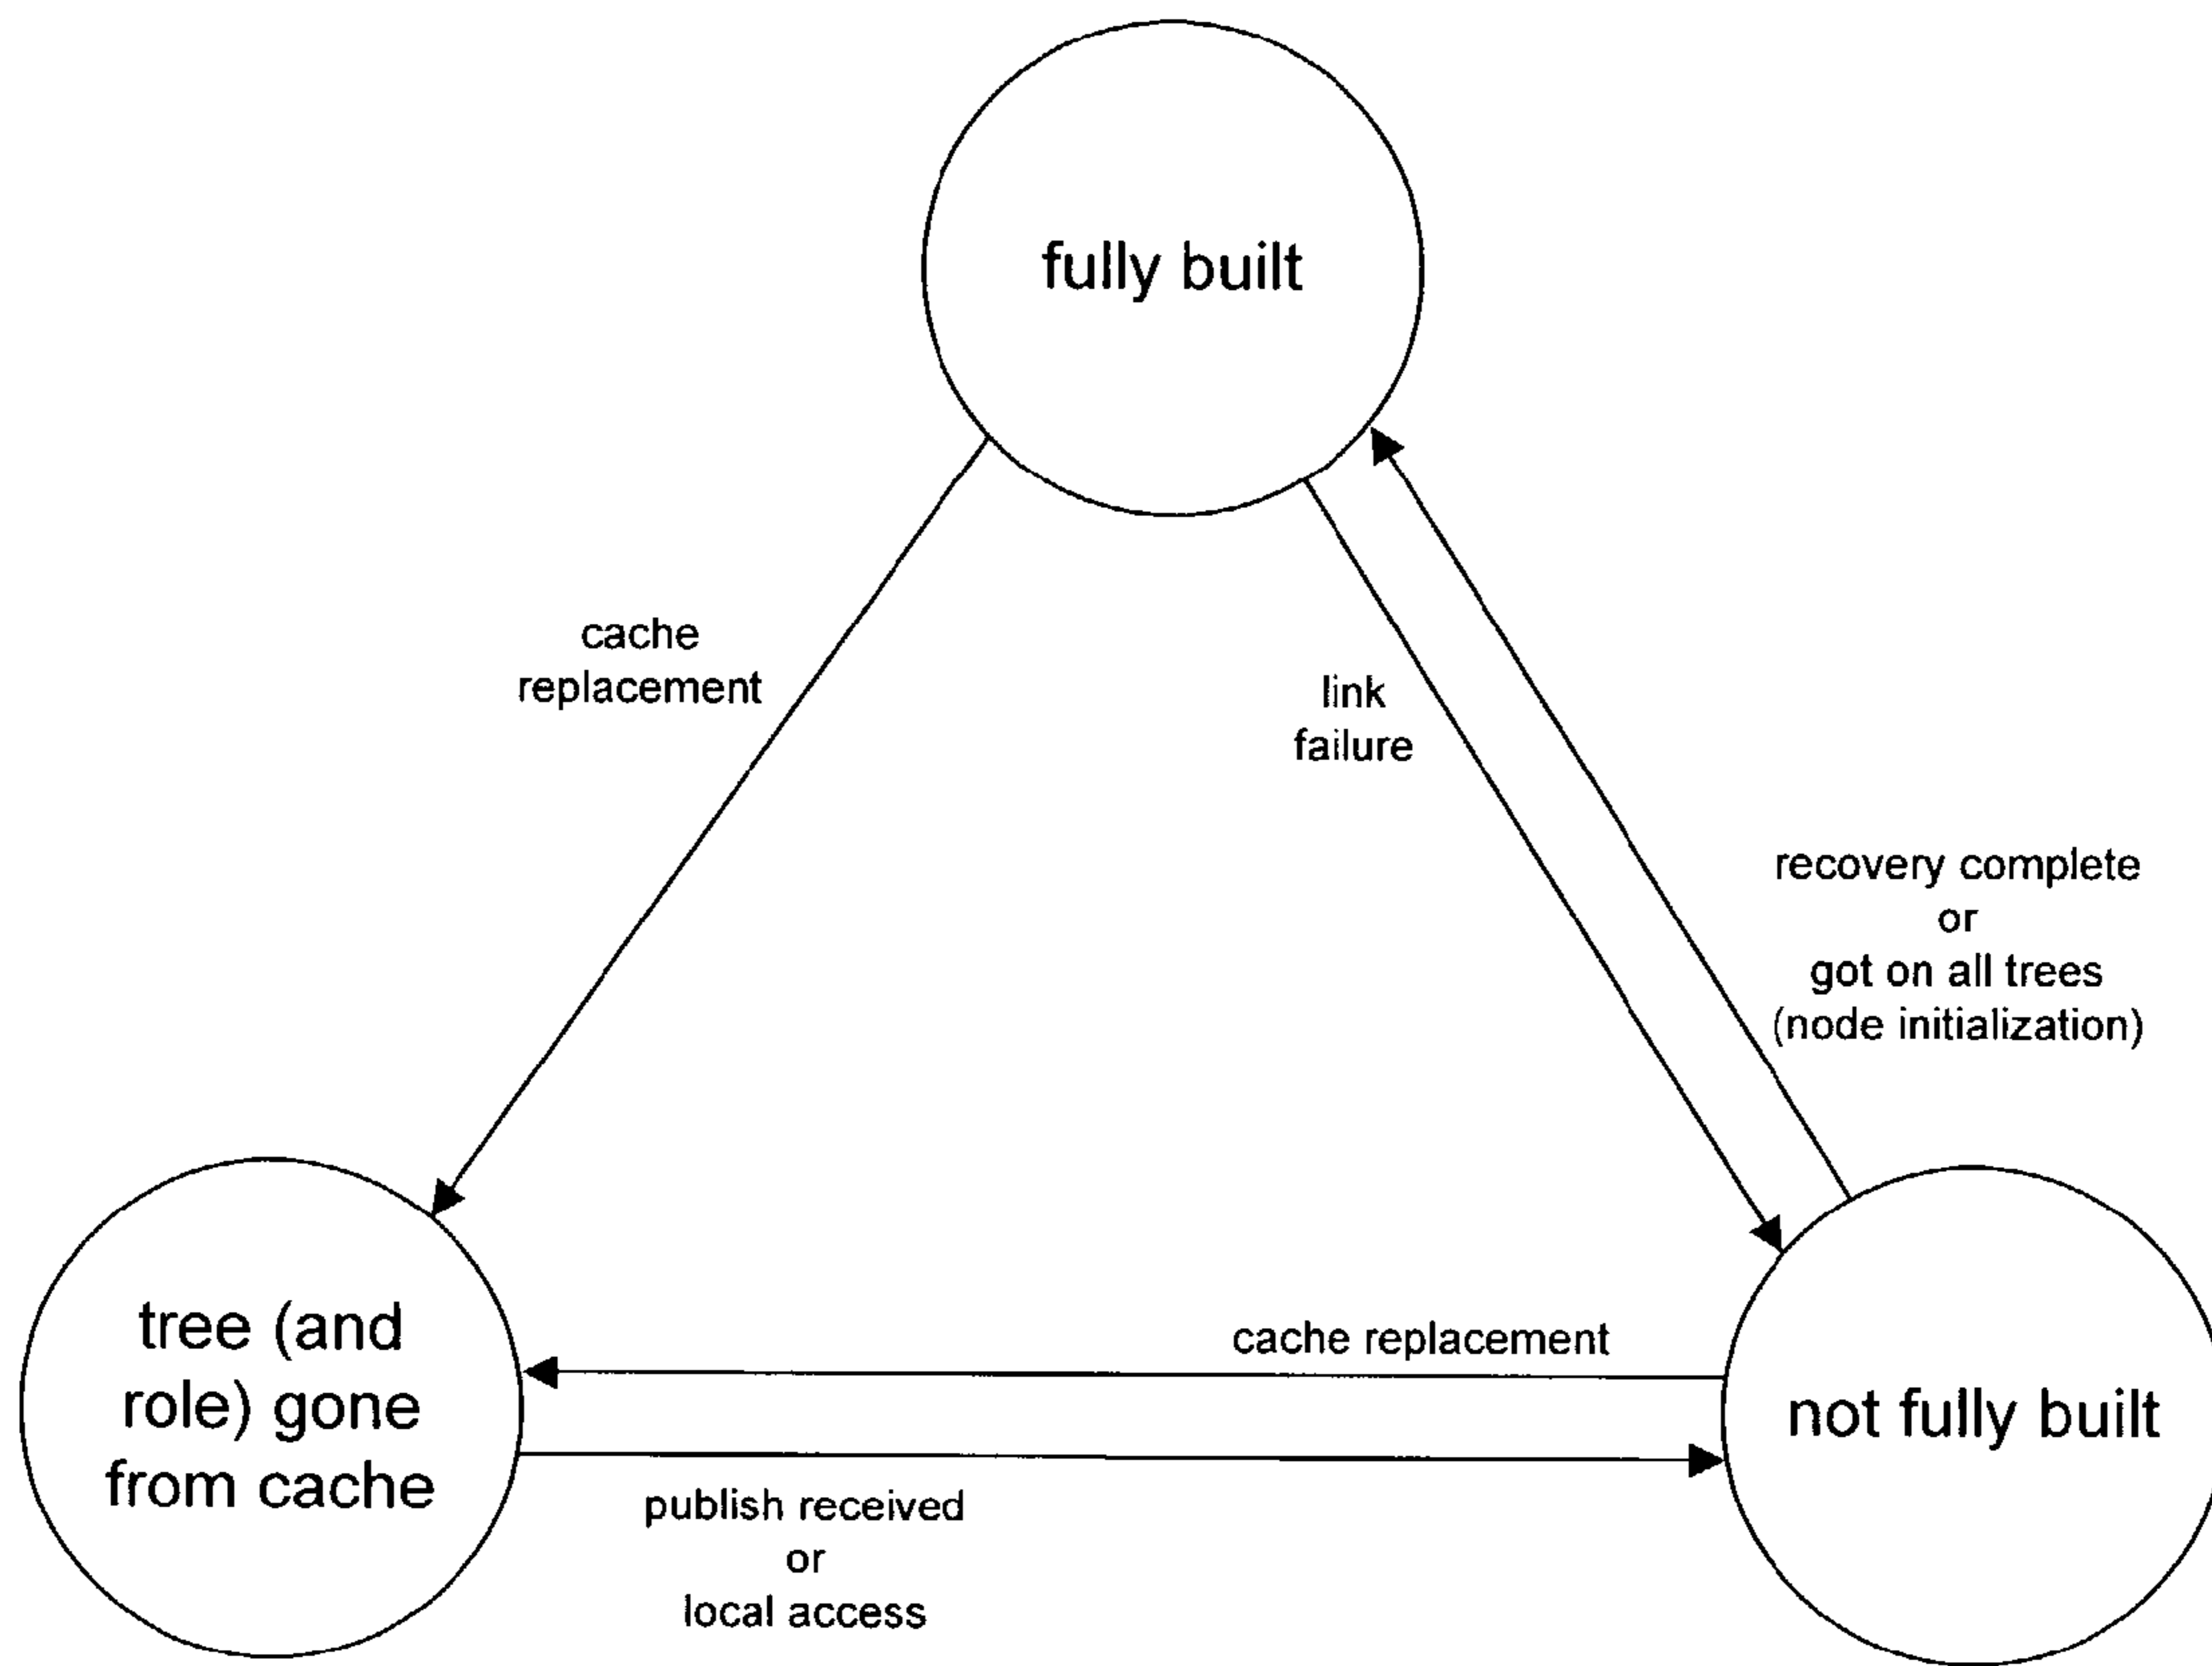 fully built
cache
replacement
link
failure
recovery complete
or
got on all trees
(node initialization)
tree (and
role) gone
from cache
cache replacement
not fully built
publish received
or
local access